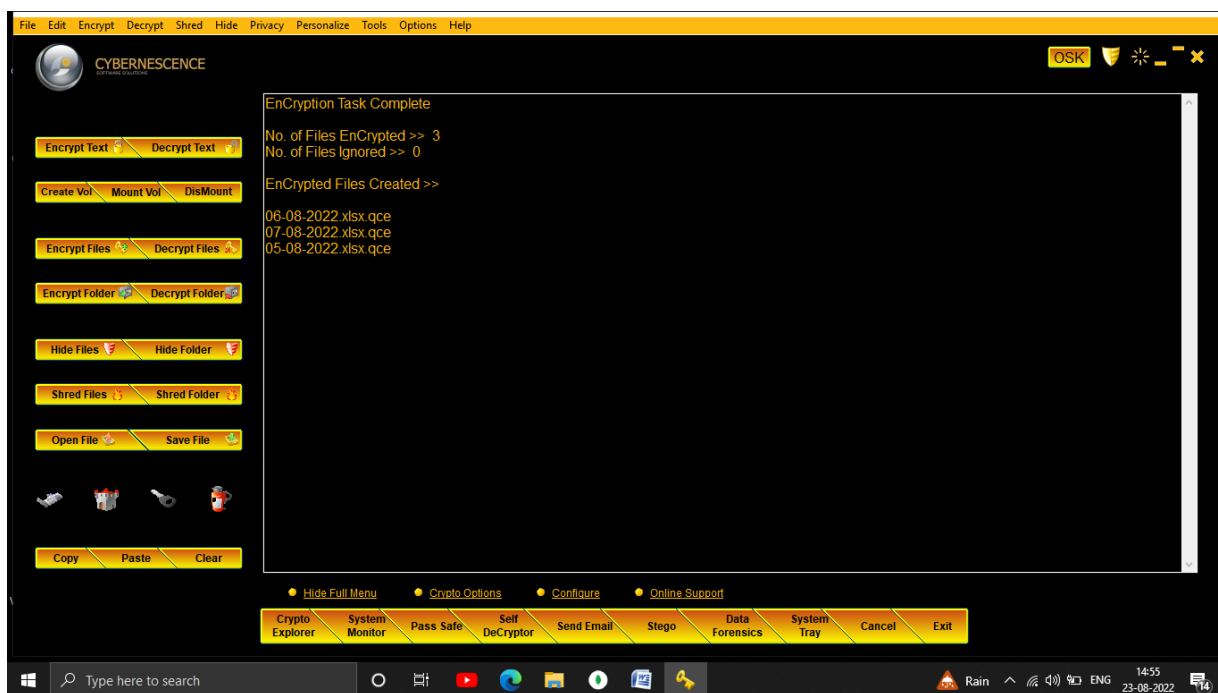 File Edit Encrypt Decrypt Shred Hide Privacy Personalize Tools Options Help
CYBERNESCENCE
SOFTWARE SOLUTIONS
OSK
EnCryption Task Complete
No. of Files EnCrypted >> 3
No. of Files Ignored >> 0
EnCrypted Files Created >>
06-08-2022.xlsx.qce
07-08-2022.xlsx.qce
05-08-2022.xlsx.qce
Encrypt Text Decrypt Text
Create Vol Mount Vol DisMount
Encrypt Files Decrypt Files
Encrypt Folder Decrypt Folder
Hide Files Hide Folder
Shred Files Shred Folder
Open File Save File
Copy Paste Clear
Hide Full Menu Crypto Options Configure Online Support
Crypto Explorer System Monitor Pass Safe Self DeCryptor Send Email Stego Data Forensics System Tray Cancel Exit
Type here to search
Rain ENG 14:55
23-08-2022
14